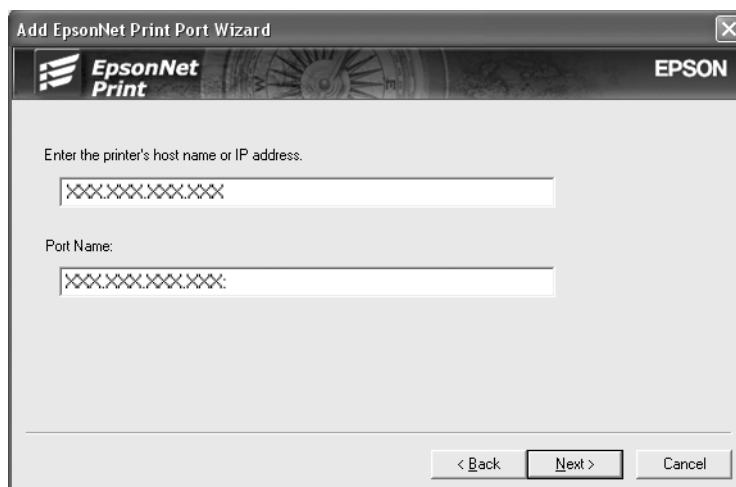 Add EpsonNet Print Port Wizard
EpsonNet
Print
EPSON
Enter the printer's host name or IP address.
XXX.XXX.XXX.XXX
Port Name:
XXX.XXX.XXX.XXX:
< Back
Next >
Cancel